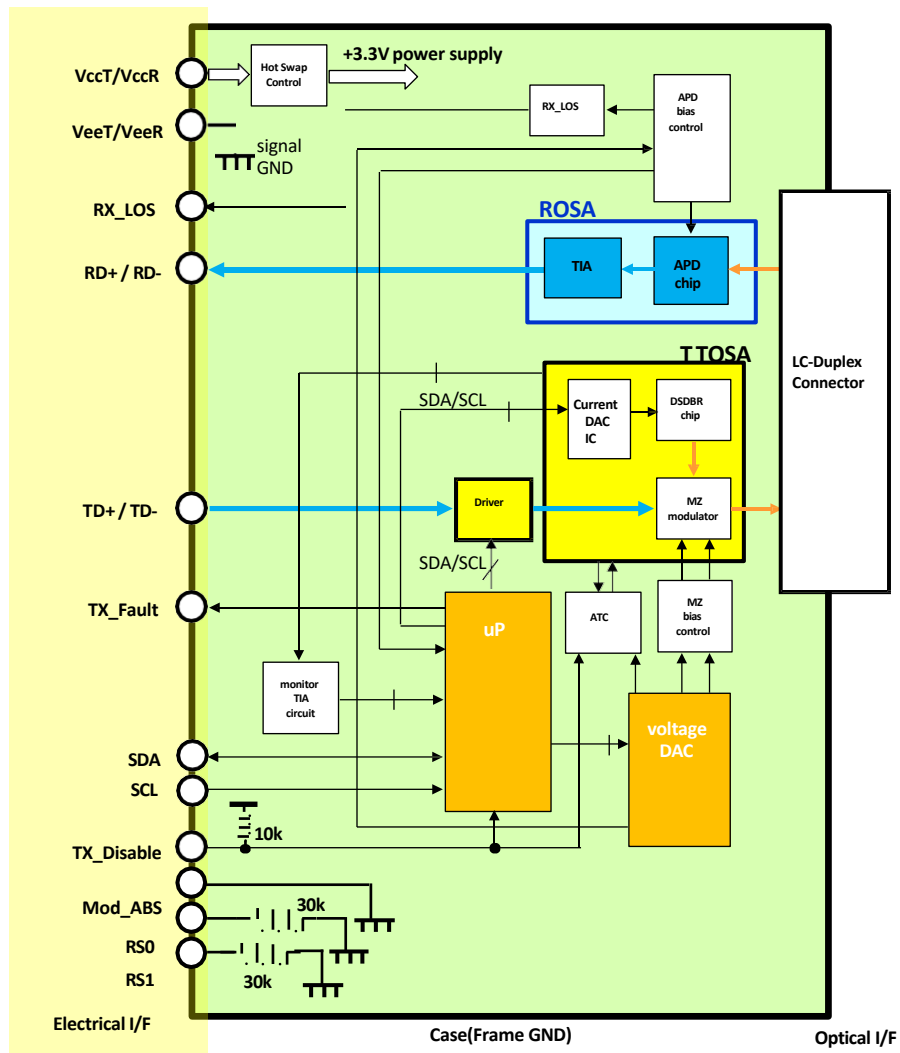 VccT/VccR
Hot Swap
Control
+3.3V power supply
VeeT/VeeR
signal
GND
RX_LOS
APD
bias
control
RX_LOS
ROSA
RD+ / RD-
TIA
APD
chip
LC-Duplex
Connector
T TOSA
SDA/SCL
Current
DAC
IC
DSDBR
chip
TD+ / TD-
Driver
MZ
modulator
SDA/SCL
TX_Fault
uP
ATC
MZ
bias
control
monitor
TIA
circuit
voltage
DAC
SDA
SCL
10k
TX_Disable
Mod_ABS
30k
RS0
RS1
30k
Electrical I/F
Case(Frame GND)
Optical I/F